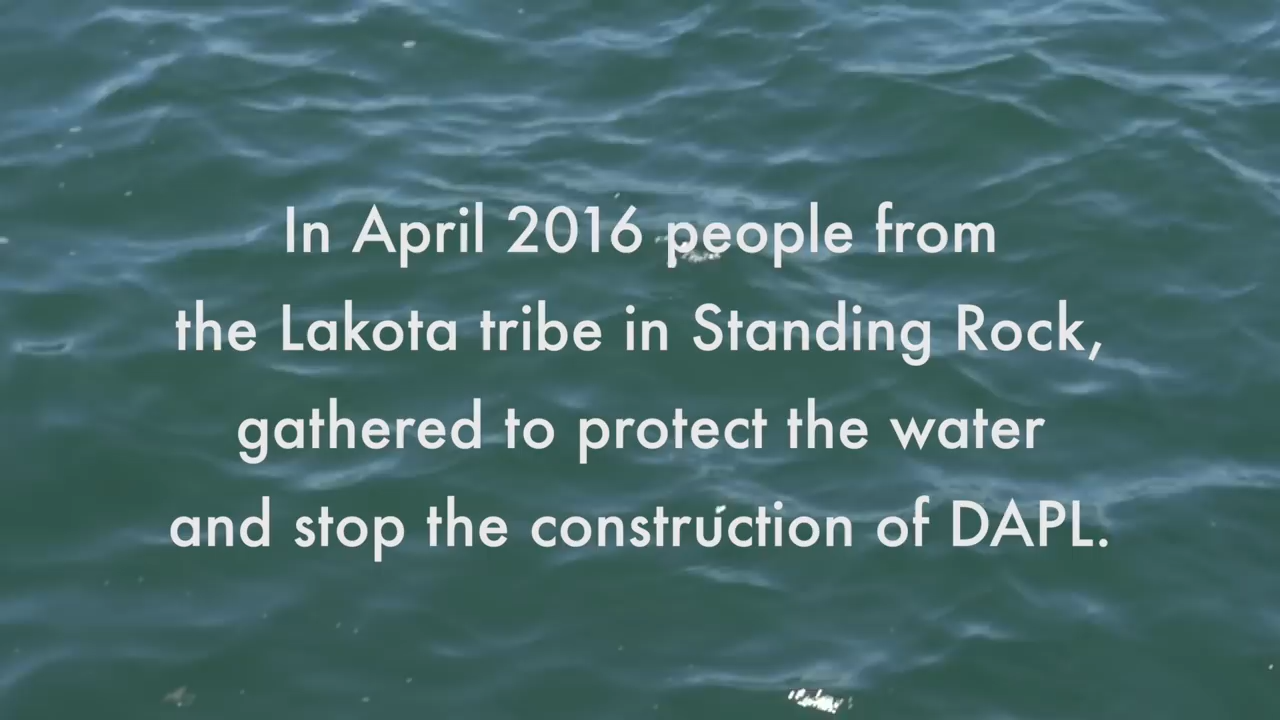 In April 2016 people from
the Lakota tribe in Standing Rock,
gathered to protect the water
and stop the construction of DAPL.